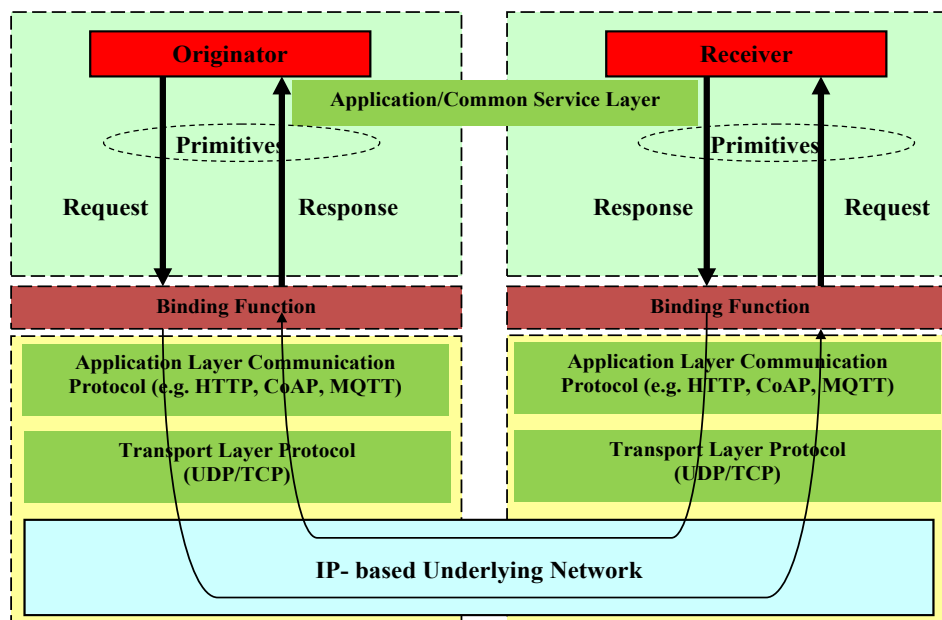 Originator
Receiver
Application/Common Service Layer
Primitives
Primitives
Request
Response
Response
Request
Binding Function
Binding Function
Application Layer Communication
Protocol (e.g. HTTP, CoAP, MQTT)
Application Layer Communication
Protocol (e.g. HTTP, CoAP, MQTT)
Transport Layer Protocol
(UDP/TCP)
Transport Layer Protocol
(UDP/TCP)
IP- based Underlying Network